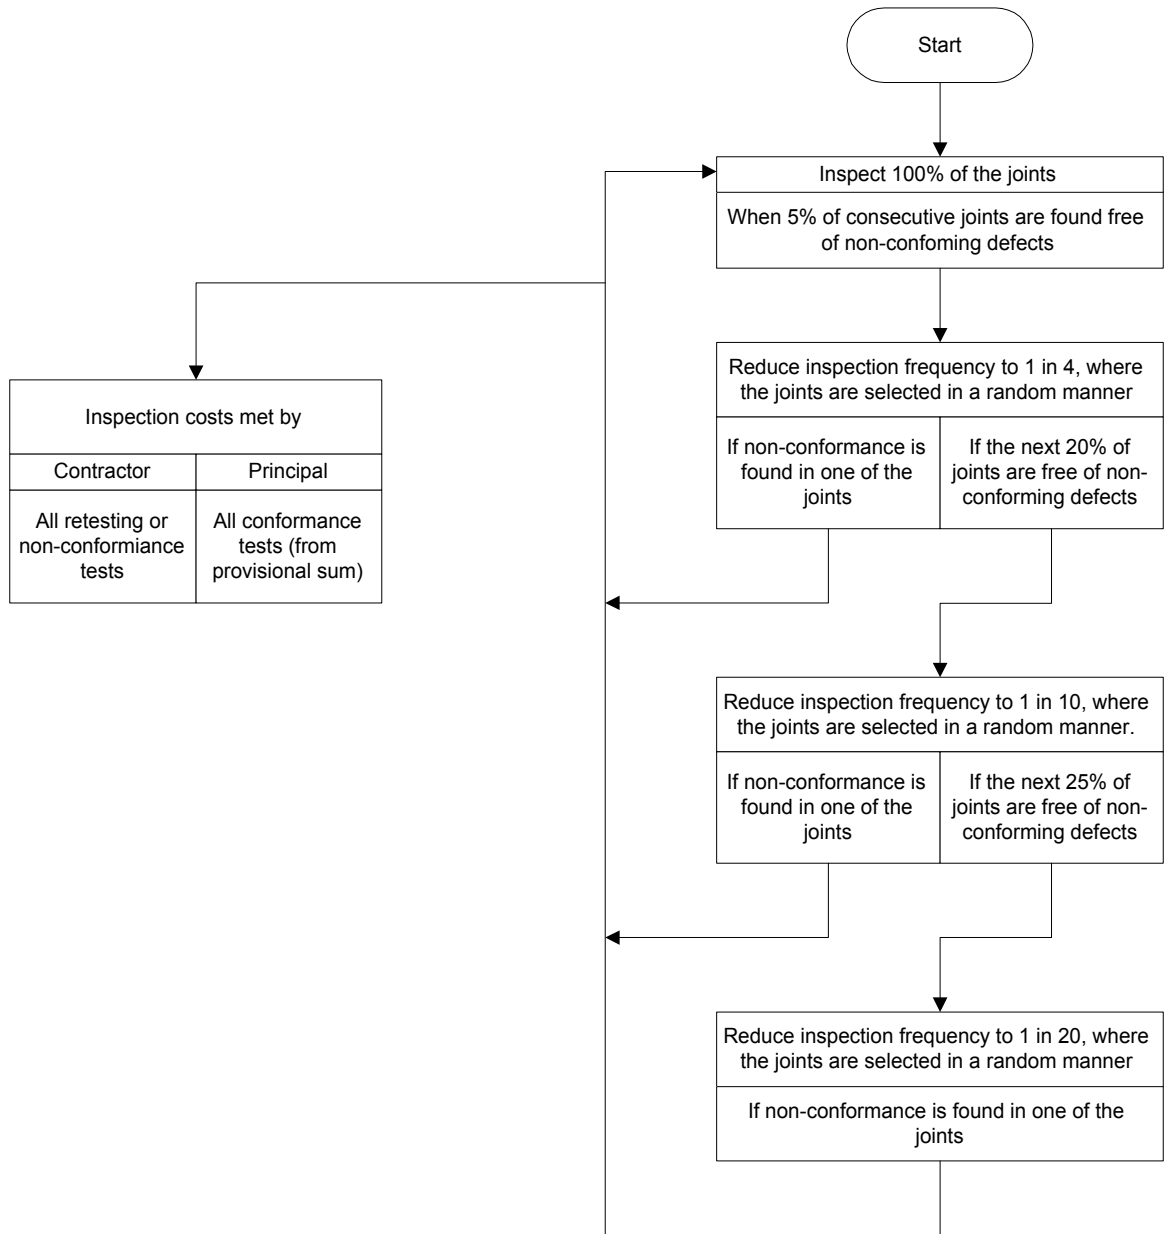 Start
Inspect 100% of the joints
When 5% of consecutive joints are found free
of non-confoming defects
Reduce inspection frequency to 1 in 4, where
the joints are selected in a random manner
If non-conformance is
found in one of the
joints
If the next 20% of
joints are free of non-
conforming defects
Inspection costs met by
Contractor
Principal
All retesting or
non-conformiance
tests
All conformance
tests (from
provisional sum)
Reduce inspection frequency to 1 in 10, where
the joints are selected in a random manner.
If non-conformance is
found in one of the
joints
If the next 25% of
joints are free of non-
conforming defects
Reduce inspection frequency to 1 in 20, where
the joints are selected in a random manner
If non-conformance is found in one of the
joints